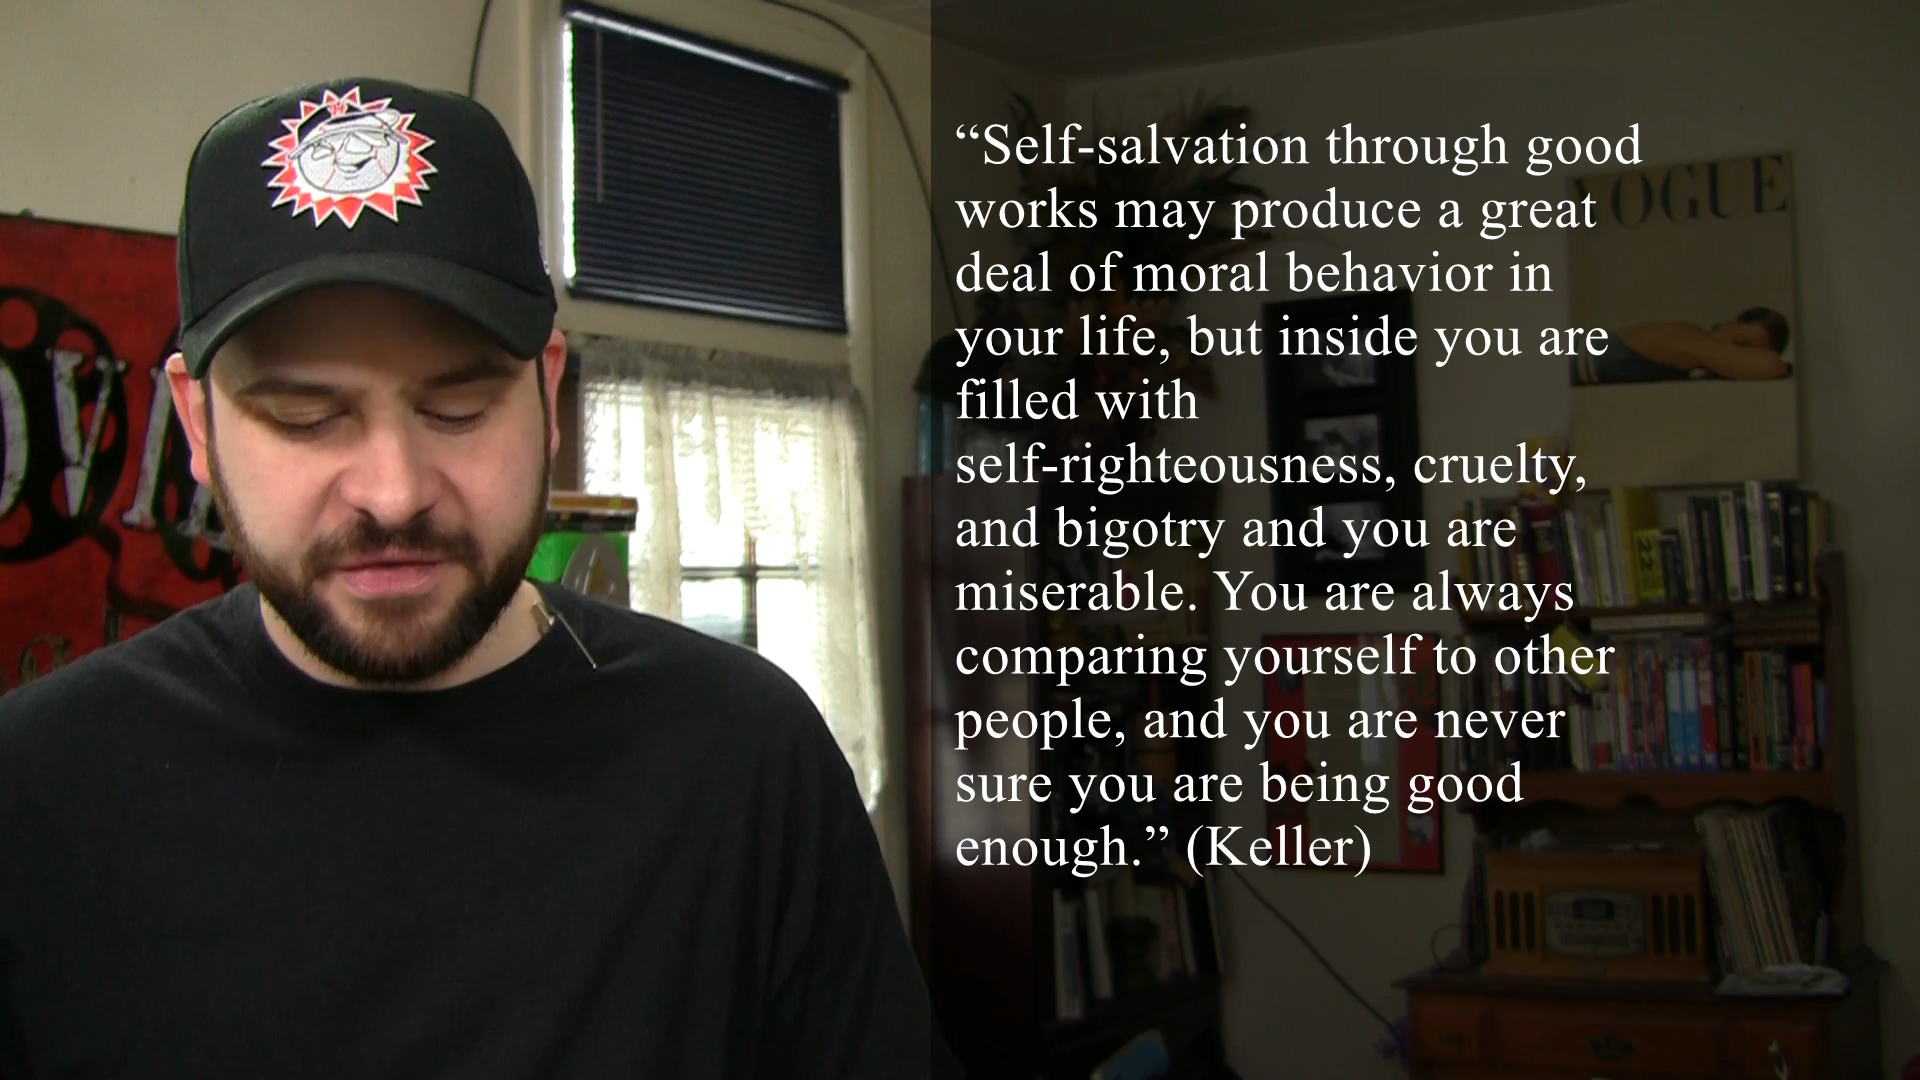 “Self-salvation through good
works may produce a great
deal of moral behavior in
your life, but inside you are
filled with
self-righteousness, cruelty,
and bigotry and you are
miserable. You are always
comparing yourself to other
people, and you are never
sure you are being good
enough.” (Keller)
VOGUE
22